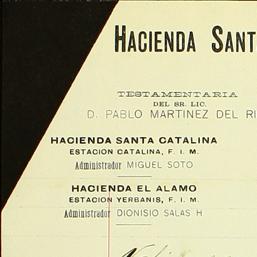 HACIENDA SANT
TESTAMENTARIA
DEL SR. LIC.
D. PABLO MARTINEZ DEL RI
HACIENDA SANTA CATALINA
ESTACION CATALINA, F. I. M.
Administrador MIGUEL SOTO
HACIENDA EL ALAMO
ESTACION YERBANIS, F. I. M.
Administrador DIONISIO SALAS H